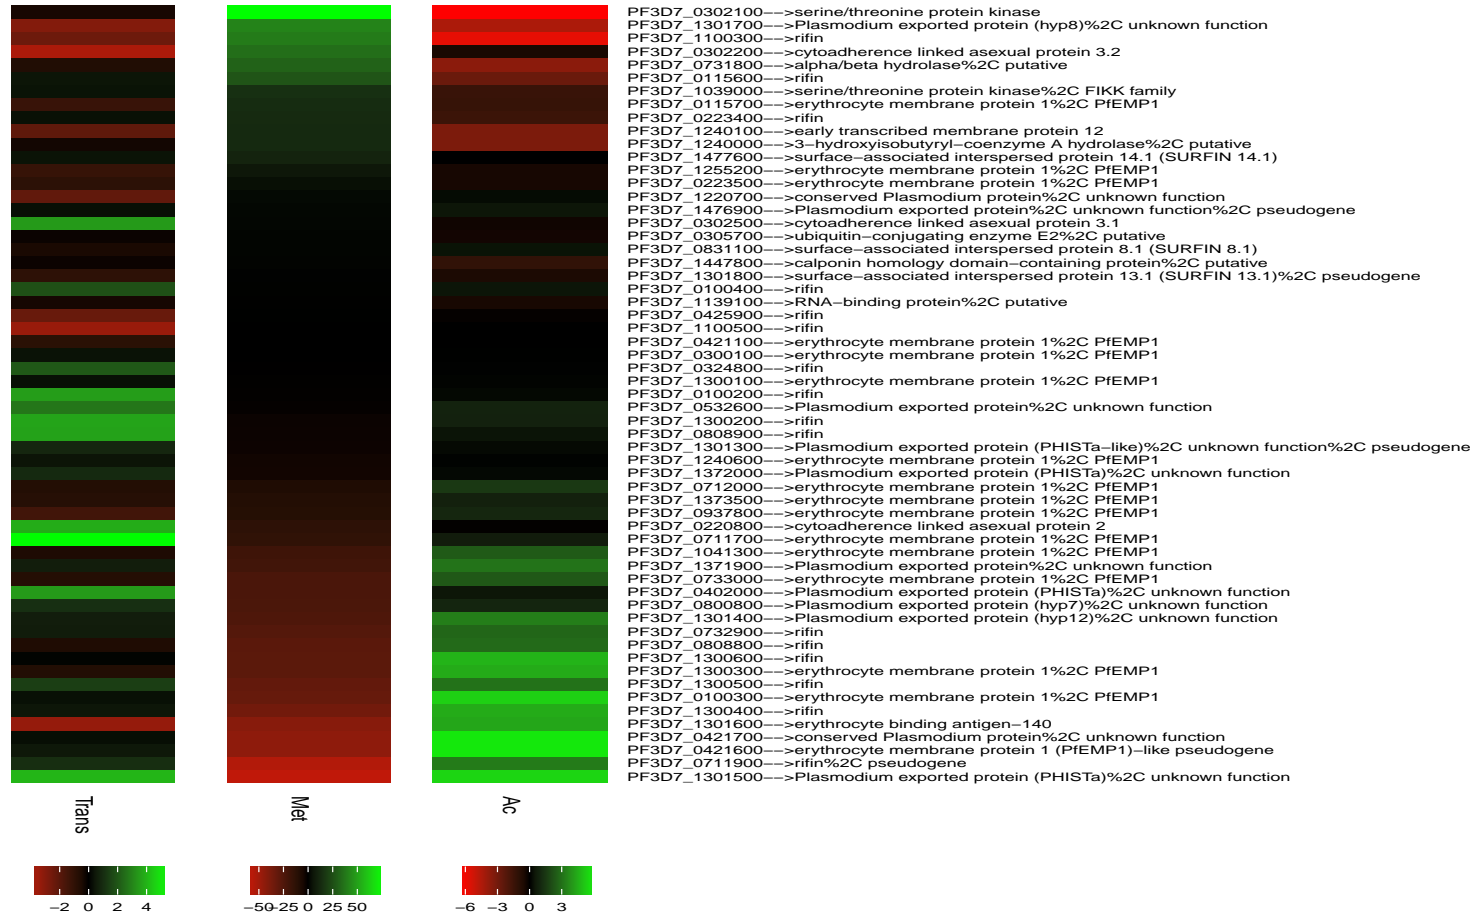 PF3D7_0302100−−>serine/threonine protein kinase
PF3D7_1301700−−>Plasmodium exported protein (hyp8)%2C unknown function
PF3D7_1100300−−>rifin
PF3D7_0302200−−>cytoadherence linked asexual protein 3.2
PF3D7_0731800−−>alpha/beta hydrolase%2C putative
PF3D7_0115600−−>rifin
PF3D7_1039000−−>serine/threonine protein kinase%2C FIKK family
PF3D7_0115700−−>erythrocyte membrane protein 1%2C PfEMP1
PF3D7_0223400−−>rifin
PF3D7_1240100−−>early transcribed membrane protein 12
PF3D7_1240000−−>3−hydroxyisobutyryl−coenzyme A hydrolase%2C putative
PF3D7_1477600−−>surface−associated interspersed protein 14.1 (SURFIN 14.1)
PF3D7_1255200−−>erythrocyte membrane protein 1%2C PfEMP1
PF3D7_0223500−−>erythrocyte membrane protein 1%2C PfEMP1
PF3D7_1220700−−>conserved Plasmodium protein%2C unknown function
PF3D7_1476900−−>Plasmodium exported protein%2C unknown function%2C pseudogene
PF3D7_0302500−−>cytoadherence linked asexual protein 3.1
PF3D7_0305700−−>ubiquitin−conjugating enzyme E2%2C putative
PF3D7_0831100−−>surface−associated interspersed protein 8.1 (SURFIN 8.1)
PF3D7_1447800−−>calponin homology domain−containing protein%2C putative
PF3D7_1301800−−>surface−associated interspersed protein 13.1 (SURFIN 13.1)%2C pseudogene
PF3D7_0100400−−>rifin
PF3D7_1139100−−>RNA−binding protein%2C putative
PF3D7_0425900−−>rifin
PF3D7_1100500−−>rifin
PF3D7_0421100−−>erythrocyte membrane protein 1%2C PfEMP1
PF3D7_0300100−−>erythrocyte membrane protein 1%2C PfEMP1
PF3D7_0324800−−>rifin
PF3D7_1300100−−>erythrocyte membrane protein 1%2C PfEMP1
PF3D7_0100200−−>rifin
PF3D7_0532600−−>Plasmodium exported protein%2C unknown function
PF3D7_1300200−−>rifin
PF3D7_0808900−−>rifin
PF3D7_1301300−−>Plasmodium exported protein (PHISTa−like)%2C unknown function%2C pseudogene
PF3D7_1240600−−>erythrocyte membrane protein 1%2C PfEMP1
PF3D7_1372000−−>Plasmodium exported protein (PHISTa)%2C unknown function
PF3D7_0712000−−>erythrocyte membrane protein 1%2C PfEMP1
PF3D7_1373500−−>erythrocyte membrane protein 1%2C PfEMP1
PF3D7_0937800−−>erythrocyte membrane protein 1%2C PfEMP1
PF3D7_0220800−−>cytoadherence linked asexual protein 2
PF3D7_0711700−−>erythrocyte membrane protein 1%2C PfEMP1
PF3D7_1041300−−>erythrocyte membrane protein 1%2C PfEMP1
PF3D7_1371900−−>Plasmodium exported protein%2C unknown function
PF3D7_0733000−−>erythrocyte membrane protein 1%2C PfEMP1
PF3D7_0402000−−>Plasmodium exported protein (PHISTa)%2C unknown function
PF3D7_0800800−−>Plasmodium exported protein (hyp7)%2C unknown function
PF3D7_1301400−−>Plasmodium exported protein (hyp12)%2C unknown function
PF3D7_0732900−−>rifin
PF3D7_0808800−−>rifin
PF3D7_1300600−−>rifin
PF3D7_1300300−−>erythrocyte membrane protein 1%2C PfEMP1
PF3D7_1300500−−>rifin
PF3D7_0100300−−>erythrocyte membrane protein 1%2C PfEMP1
PF3D7_1300400−−>rifin
PF3D7_1301600−−>erythrocyte binding antigen−140
PF3D7_0421700−−>conserved Plasmodium protein%2C unknown function
PF3D7_0421600−−>erythrocyte membrane protein 1 (PfEMP1)−like pseudogene
PF3D7_0711900−−>rifin%2C pseudogene
PF3D7_1301500−−>Plasmodium exported protein (PHISTa)%2C unknown function
Trans Met Ac
−2 0 2 4 −50 −25 0 25 50 −6 −3 0 3